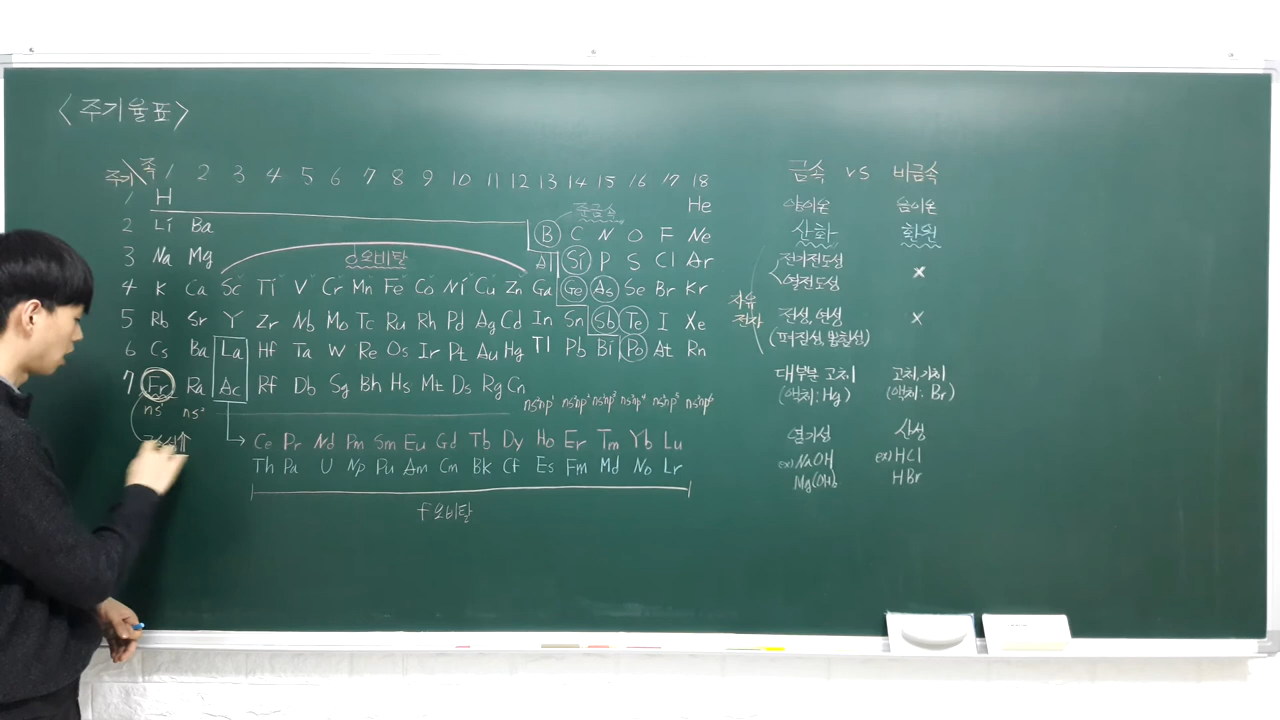 <주기율표>
주기\족 1 2 3 4 5 6 7 8 9 10 11 12 13 14 15 16 17 18
1 H He
2 Li Ba B C N O F Ne
준금속
3 Na Mg Al Si P S Cl Ar
d오비탈
4 K Ca Sc Ti V Cr Mn Fe Co Ni Cu Zn Ga Ge As Se Br Kr
5 Rb Sr Y Zr Nb Mo Tc Ru Rh Pd Ag Cd In Sn Sb Te I Xe
6 Cs Ba La Hf Ta W Re Os Ir Pt Au Hg Tl Pb Bi Po At Rn
7 Fr Ra Ac Rf Db Sg Bh Hs Mt Ds Rg Cn
ns¹ ns² ns²np¹ ns²np² ns²np³ ns²np⁴ ns²np⁵ ns²np⁶
Ce Pr Nd Pm Sm Eu Gd Tb Dy Ho Er Tm Yb Lu
Th Pa U Np Pu Am Cm Bk Cf Es Fm Md No Lr
f오비탈
금속 vs 비금속
양이온 음이온
산화 환원
전기전도성
열전도성 ×
자유
전자
전성, 연성 ×
(펴짐성, 뽑힘성)
대부분 고체 고체, 기체
(액체: Hg) (액체: Br)
염기성 산성
ex) NaOH ex) HCl
Mg(OH)₂ HBr